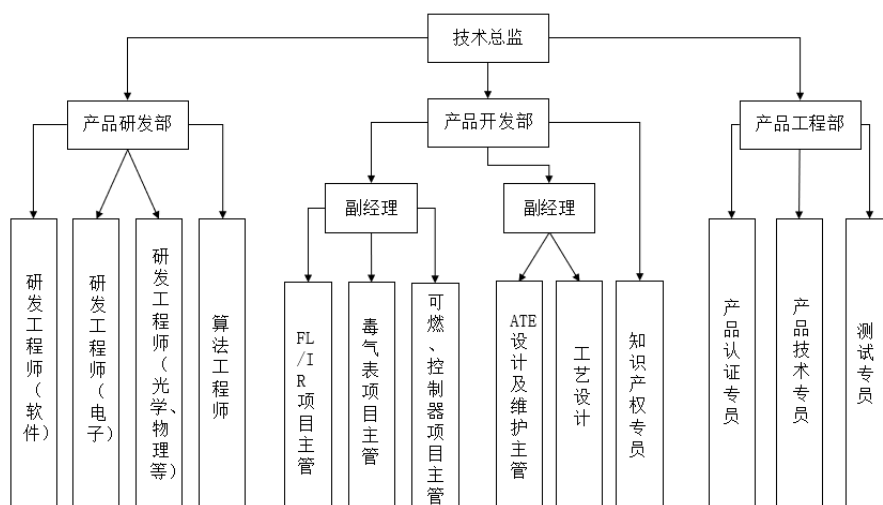 技术总监
产品研发部
产品开发部
产品工程部
副经理
副经理
研发工程师（软件）
研发工程师（电子）
研发工程师（光学、物理等）
算法工程师
FL/IR项目主管
毒气表项目主管
可燃、控制器项目主管
ATE设计及维护主管
工艺设计
知识产权专员
产品认证专员
产品技术专员
测试专员